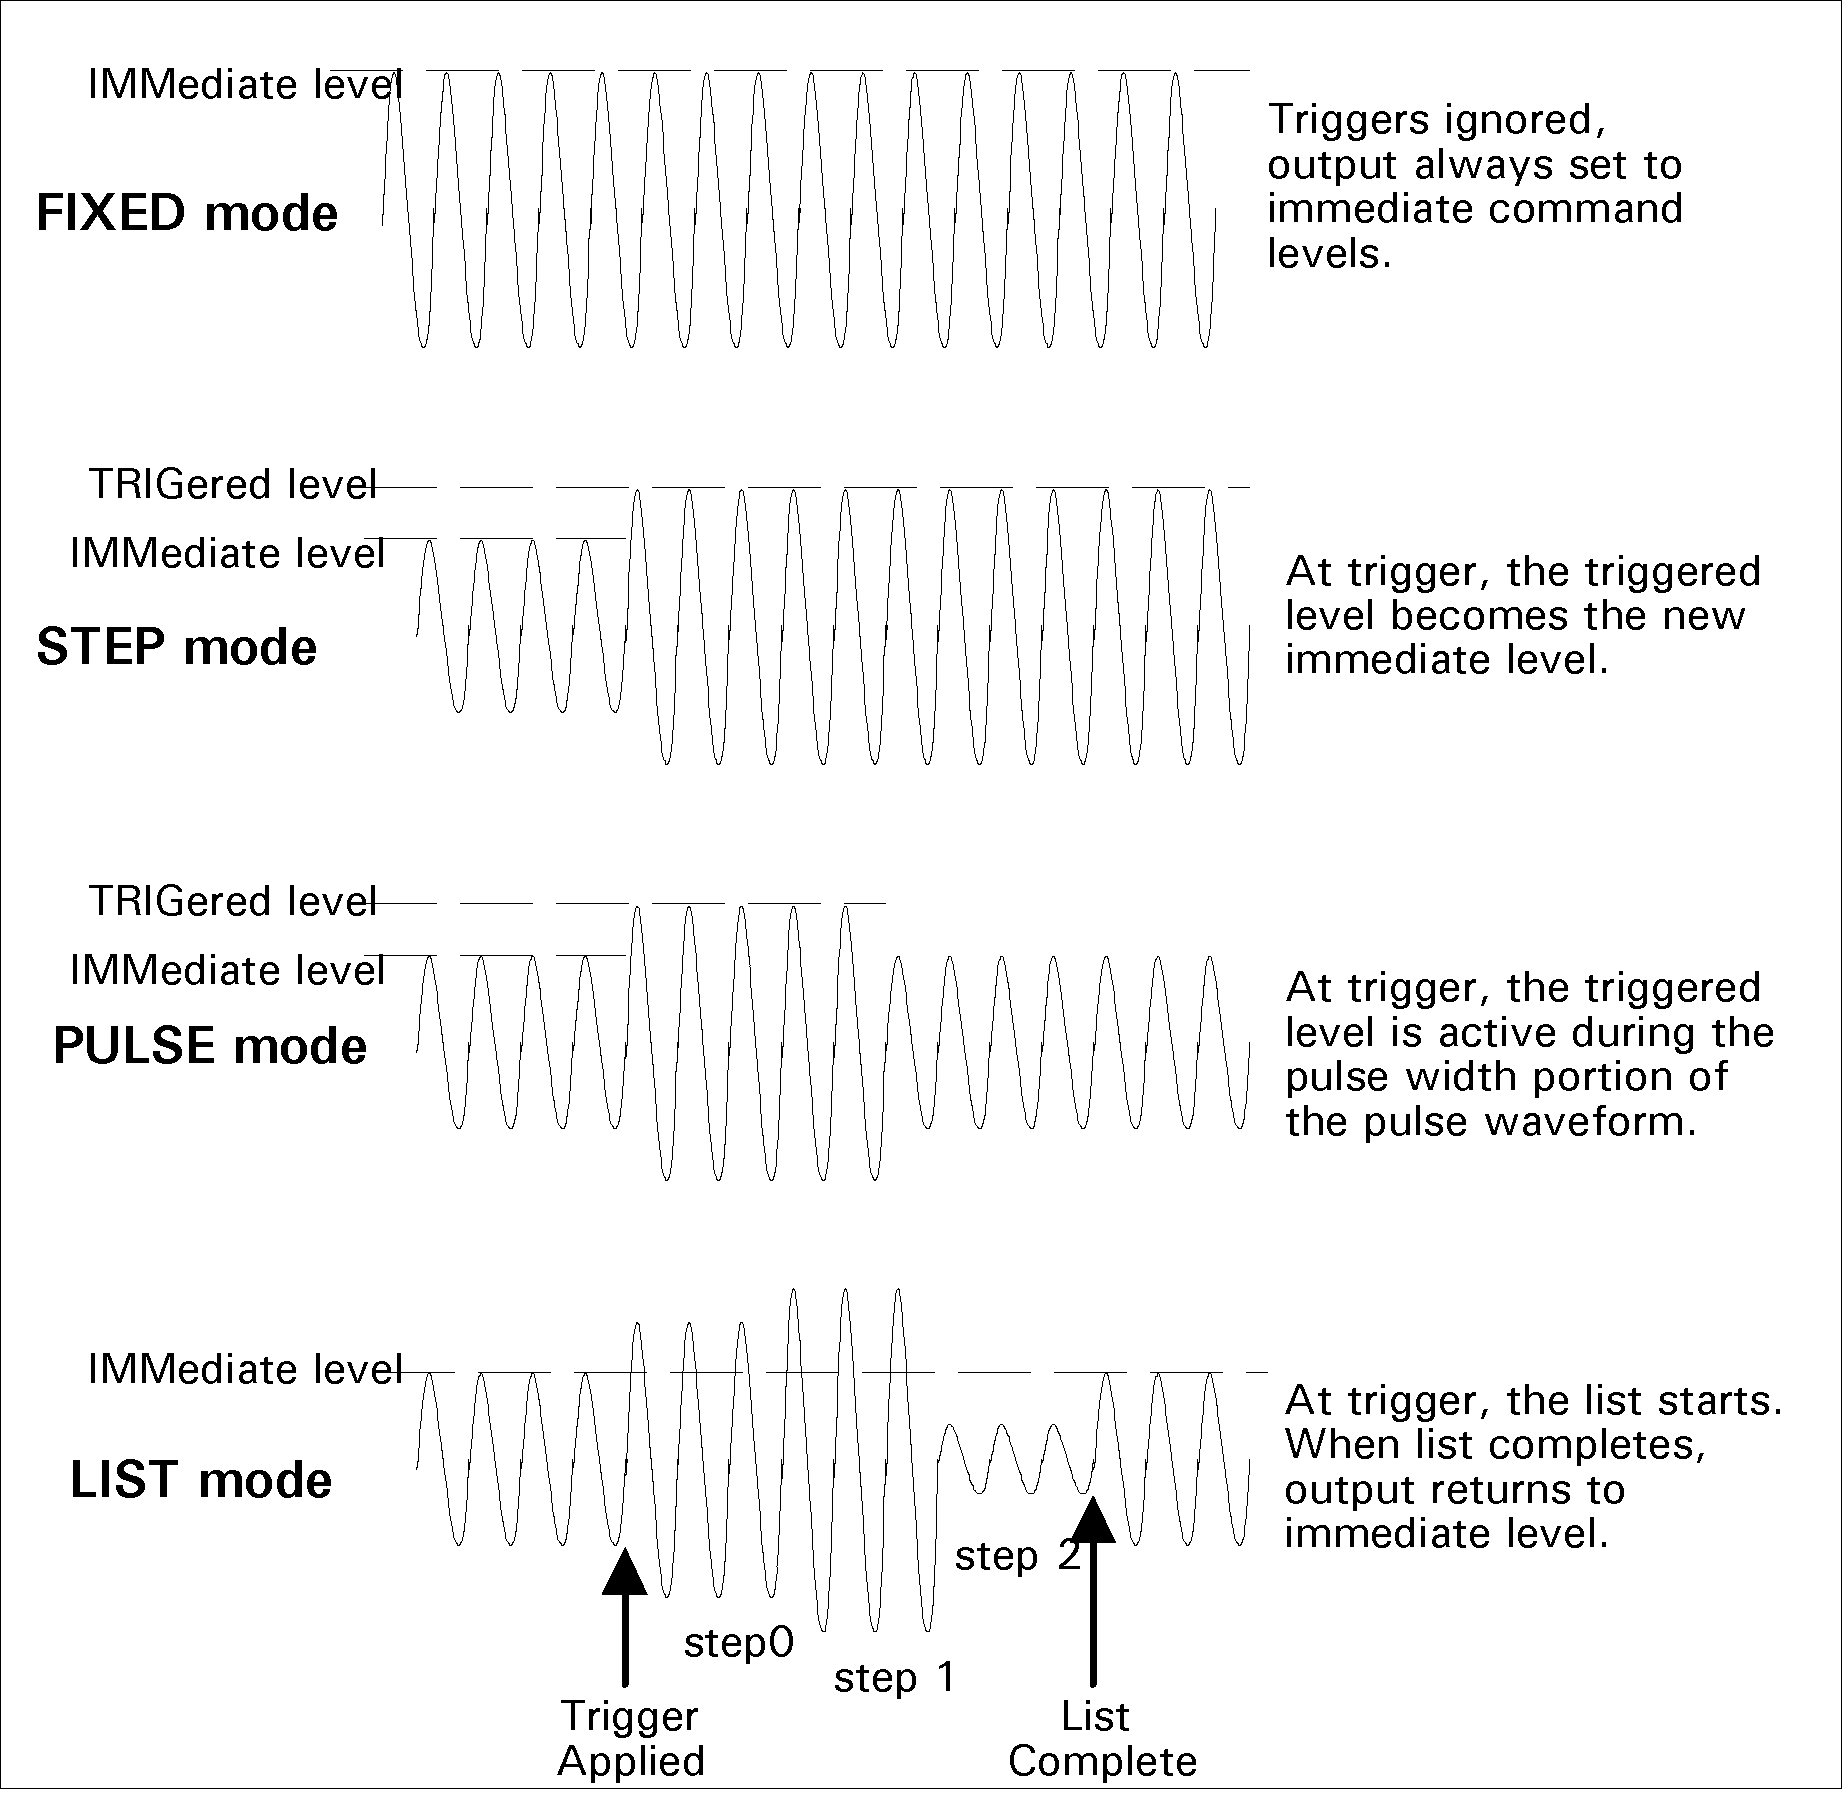 IMMediate level
FIXED mode
Triggers ignored,
output always set to
immediate command
levels.
TRIGered level
IMMediate level
STEP mode
At trigger, the triggered
level becomes the new
immediate level.
TRIGered level
IMMediate level
PULSE mode
At trigger, the triggered
level is active during the
pulse width portion of
the pulse waveform.
IMMediate level
LIST mode
At trigger, the list starts.
When list completes,
output returns to
immediate level.
step 2
step0
step 1
Trigger
Applied
List
Complete